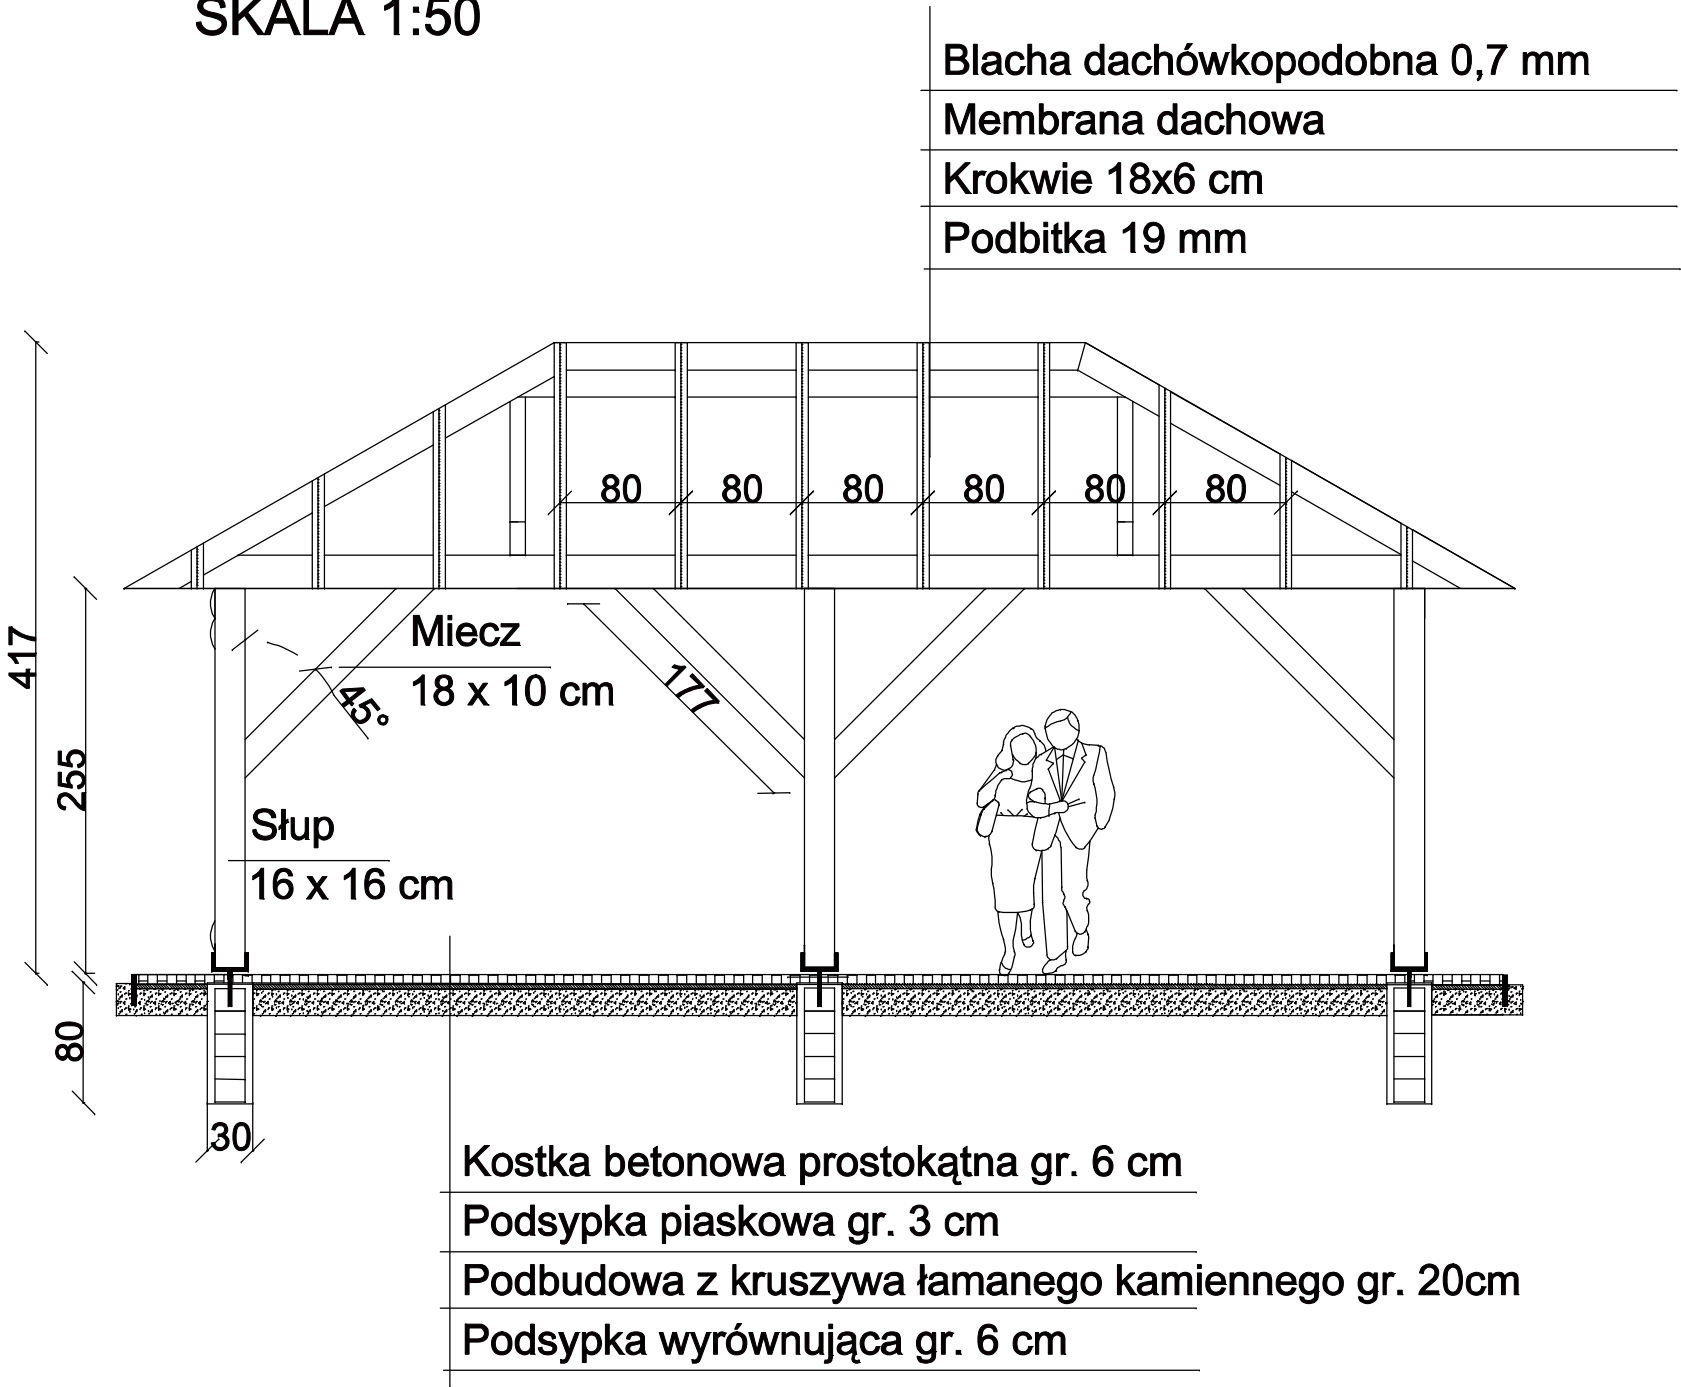 SKALA 1:50
Blacha dachówkopodobna 0,7 mm
Membrana dachowa
Krokwie 18x6 cm
Podbitka 19 mm
80 80 80 80 80 80
417
255
Miecz
18 x 10 cm
45°
177
Słup
16 x 16 cm
80
30
Kostka betonowa prostokątna gr. 6 cm
Podsypka piaskowa gr. 3 cm
Podbudowa z kruszywa łamanego kamiennego gr. 20cm
Podsypka wyrównująca gr. 6 cm